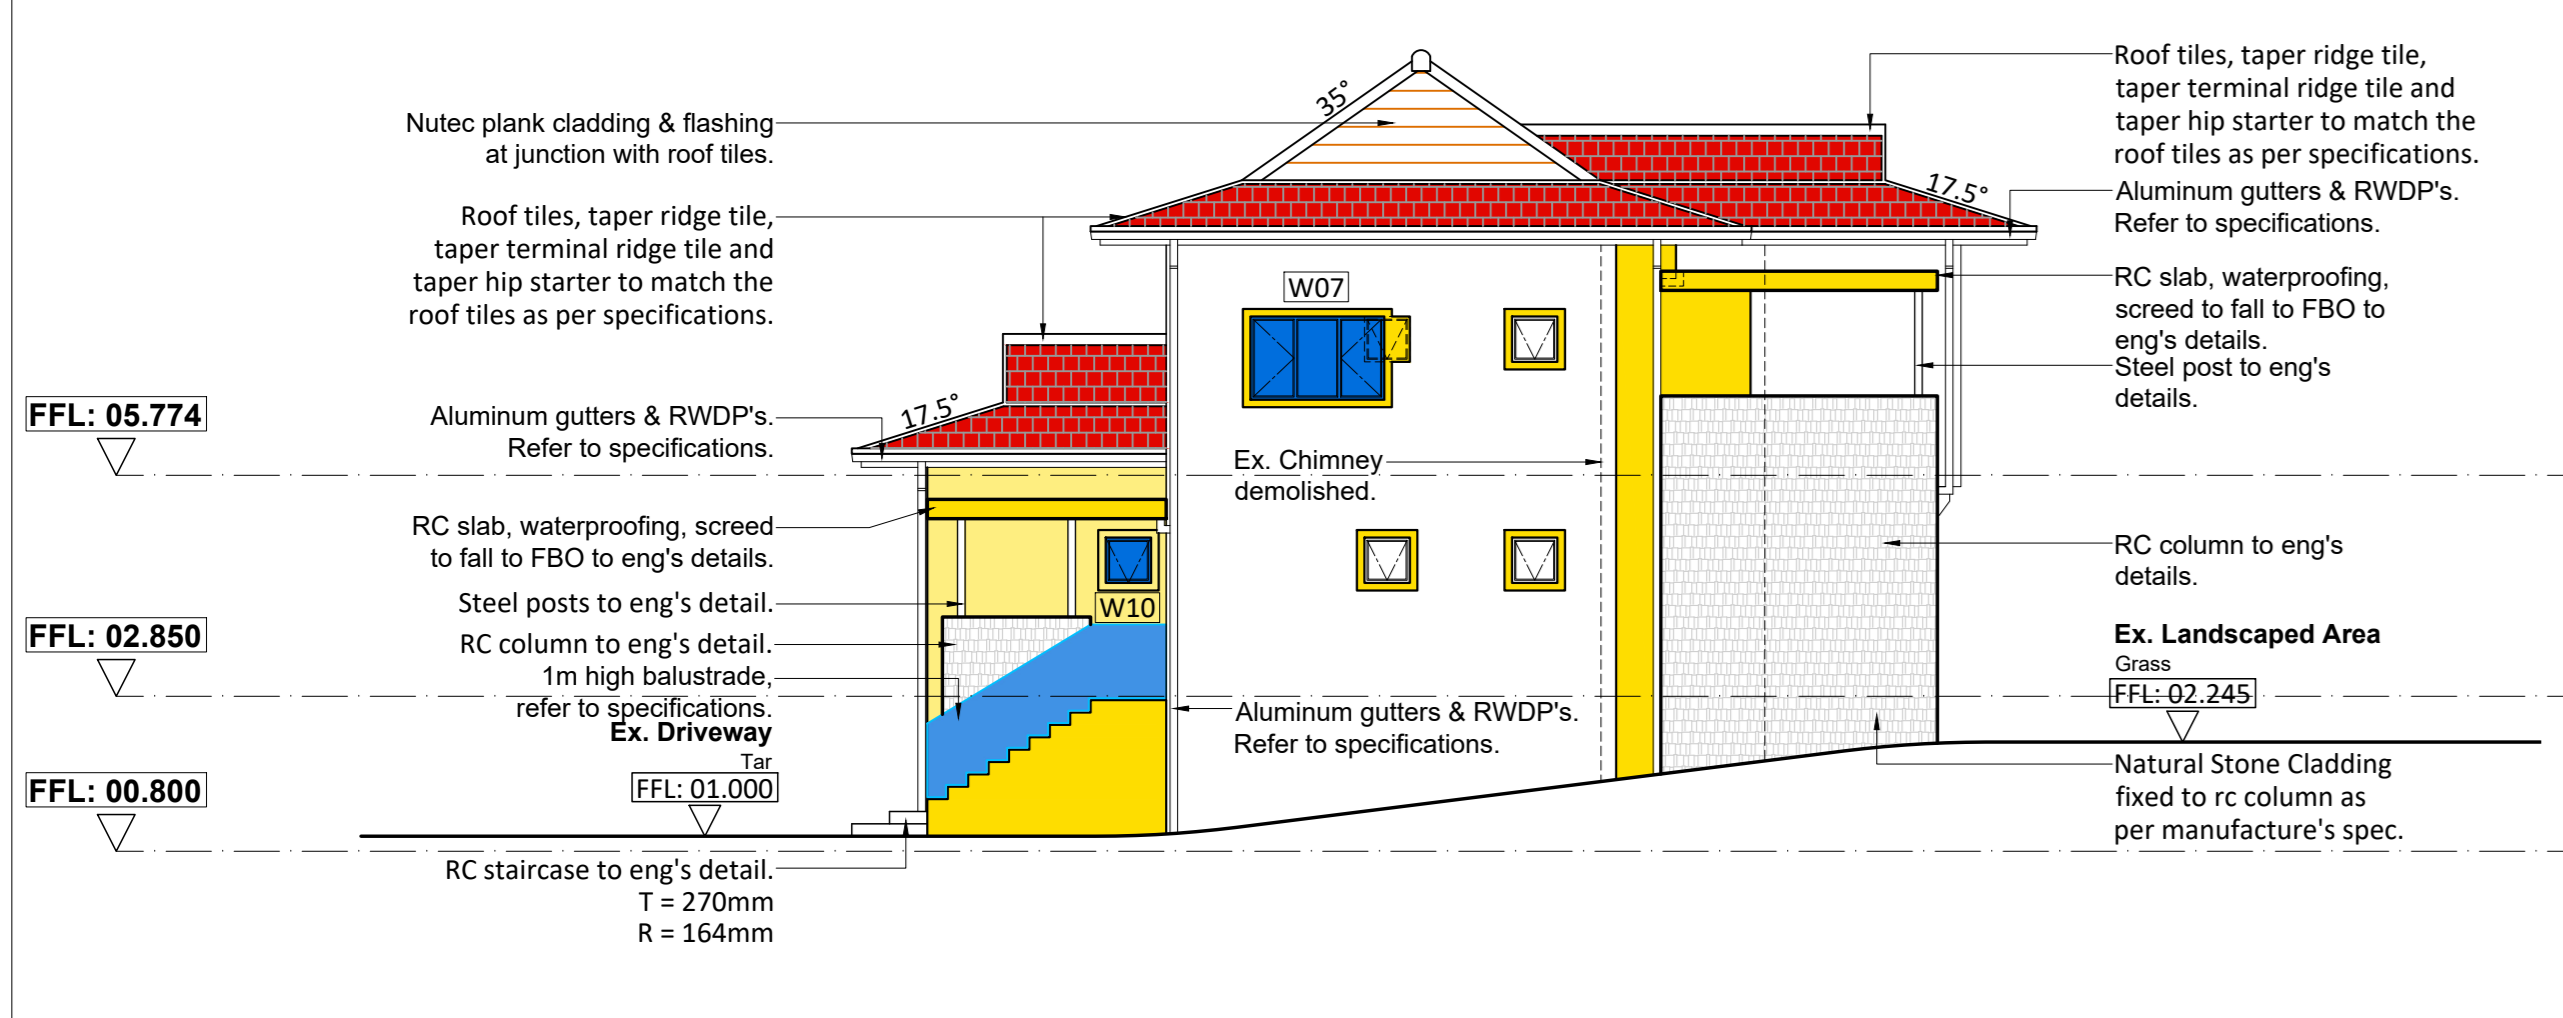 Nutec plank cladding & flashing
at junction with roof tiles.
Roof tiles, taper ridge tile,
taper terminal ridge tile and
taper hip starter to match the
roof tiles as per specifications.
Aluminum gutters & RWDP's.
Refer to specifications.
RC slab, waterproofing, screed
to fall to FBO to eng's details.
Steel posts to eng's detail.
RC column to eng's detail.
1m high balustrade,
refer to specifications.
Ex. Driveway
Tar
FFL: 01.000
RC staircase to eng's detail.
T = 270mm
R = 164mm
FFL: 05.774
FFL: 02.850
FFL: 00.800
35°
17.5°
17.5°
W07
W10
Ex. Chimney
demolished.
Aluminum gutters & RWDP's.
Refer to specifications.
Roof tiles, taper ridge tile,
taper terminal ridge tile and
taper hip starter to match the
roof tiles as per specifications.
Aluminum gutters & RWDP's.
Refer to specifications.
RC slab, waterproofing,
screed to fall to FBO to
eng's details.
Steel post to eng's
details.
RC column to eng's
details.
Ex. Landscaped Area
Grass
FFL: 02.245
Natural Stone Cladding
fixed to rc column as
per manufacture's spec.